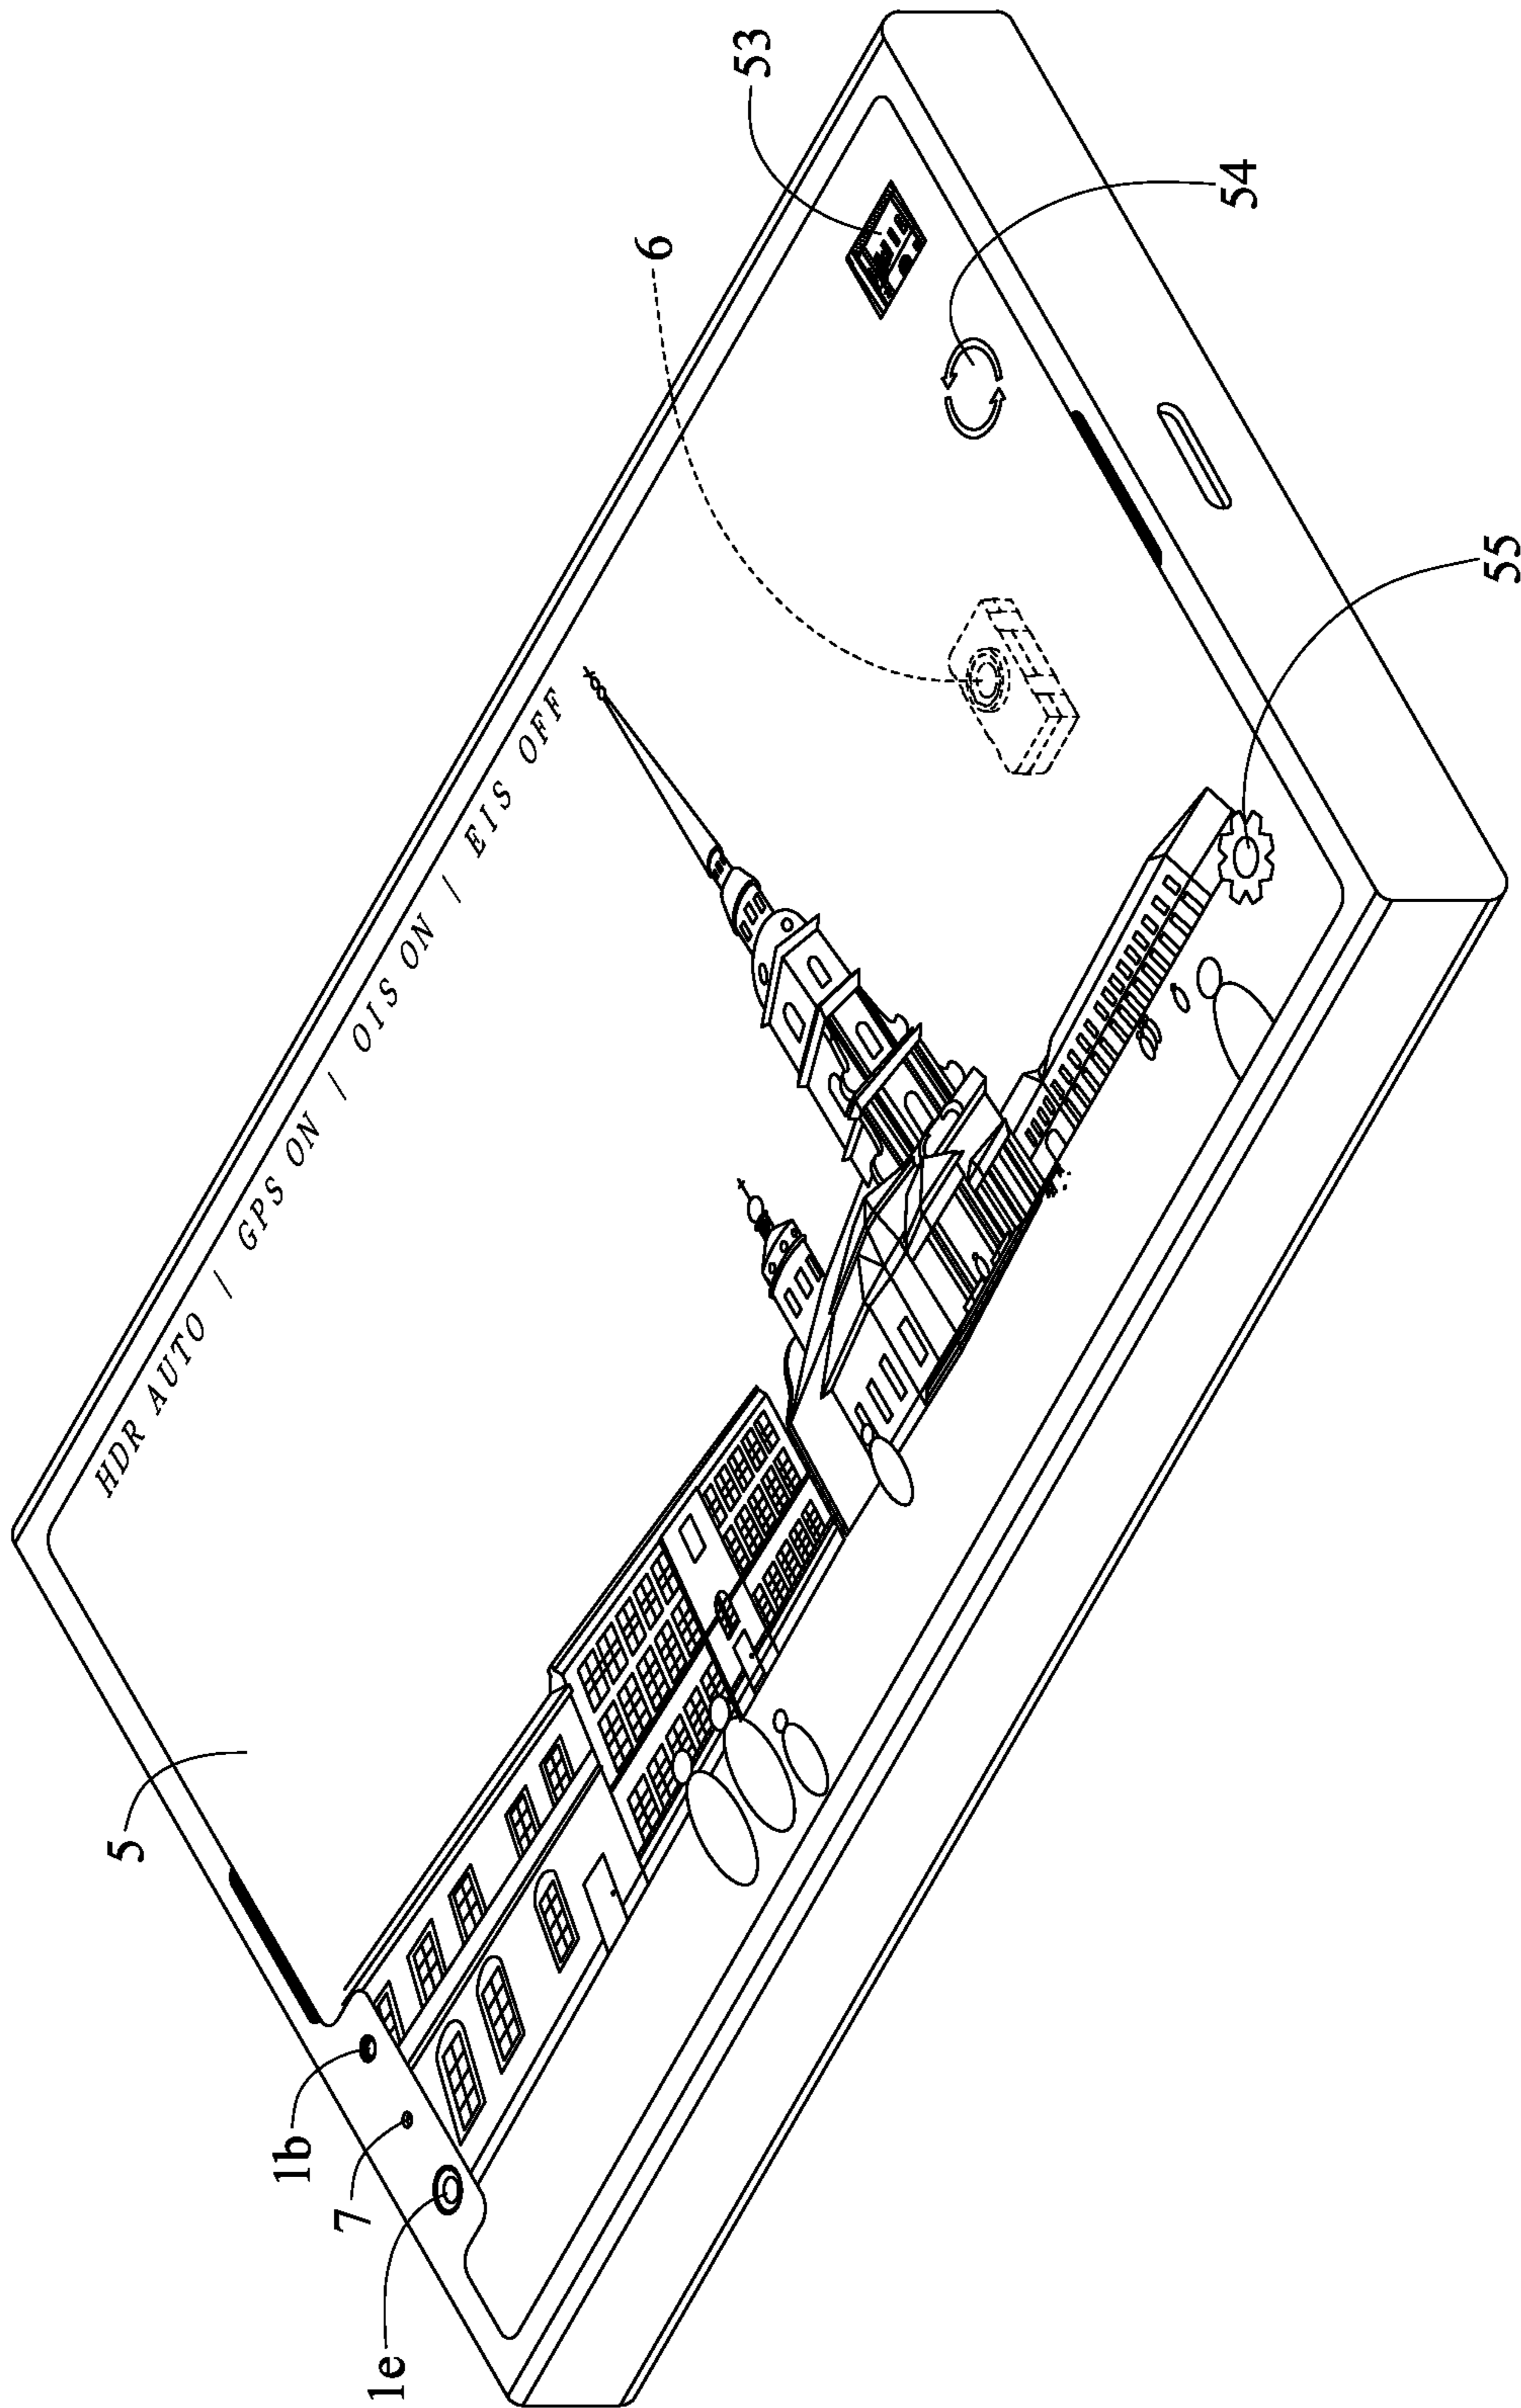 HDR AUTO / GPS ON / OIS ON / EIS OFF
53
54
6
55
5
1b
7
1e